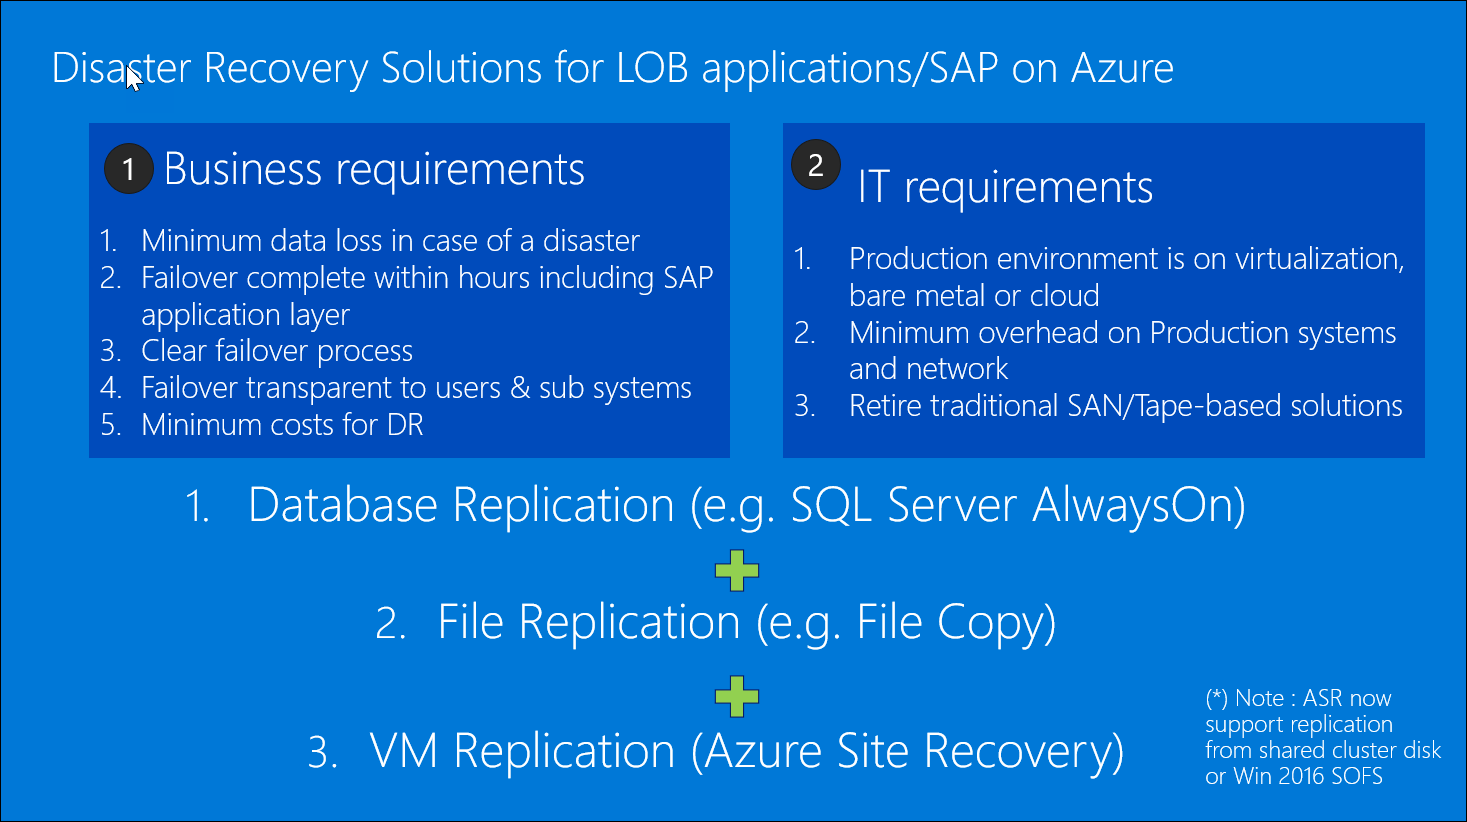 Disaster Recovery Solutions for LOB applications/SAP on Azure
1 Business requirements
1. Minimum data loss in case of a disaster
2. Failover complete within hours including SAP
application layer
3. Clear failover process
4. Failover transparent to users & sub systems
5. Minimum costs for DR
2 IT requirements
1. Production environment is on virtualization,
bare metal or cloud
2. Minimum overhead on Production systems
and network
3. Retire traditional SAN/Tape-based solutions
1. Database Replication (e.g. SQL Server AlwaysOn)
2. File Replication (e.g. File Copy)
3. VM Replication (Azure Site Recovery)
(*) Note : ASR now
support replication
from shared cluster disk
or Win 2016 SOFS